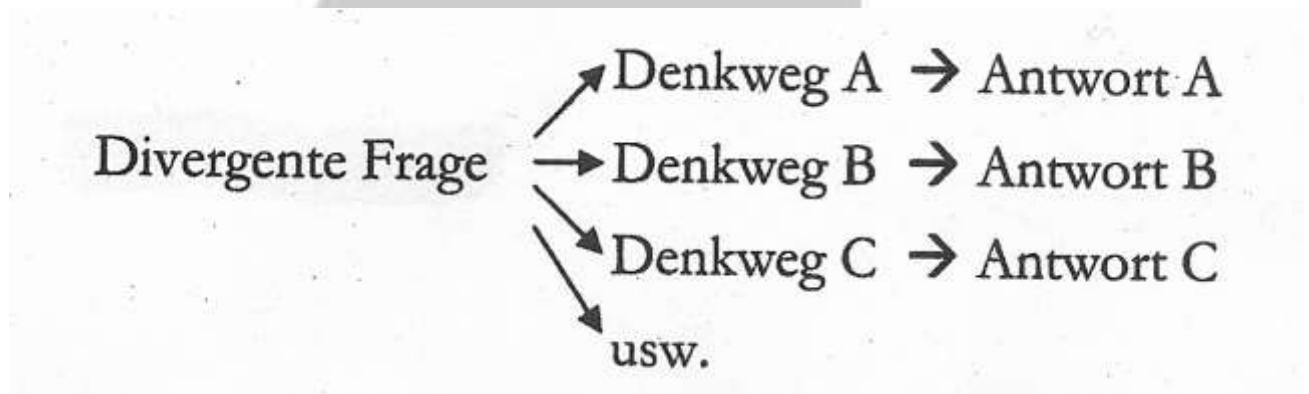 Denkweg A → Antwort A
Divergente Frage → Denkweg B → Antwort B
Denkweg C → Antwort C
usw.